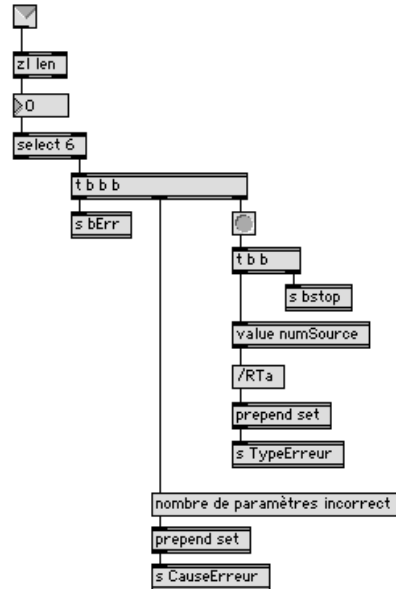 zl len
0
select 6
t b b b
s bErr
t b b
s bstop
value numSource
/RTa
prepend set
s TypeErreur
nombre de paramètres incorrect
prepend set
s CauseErreur